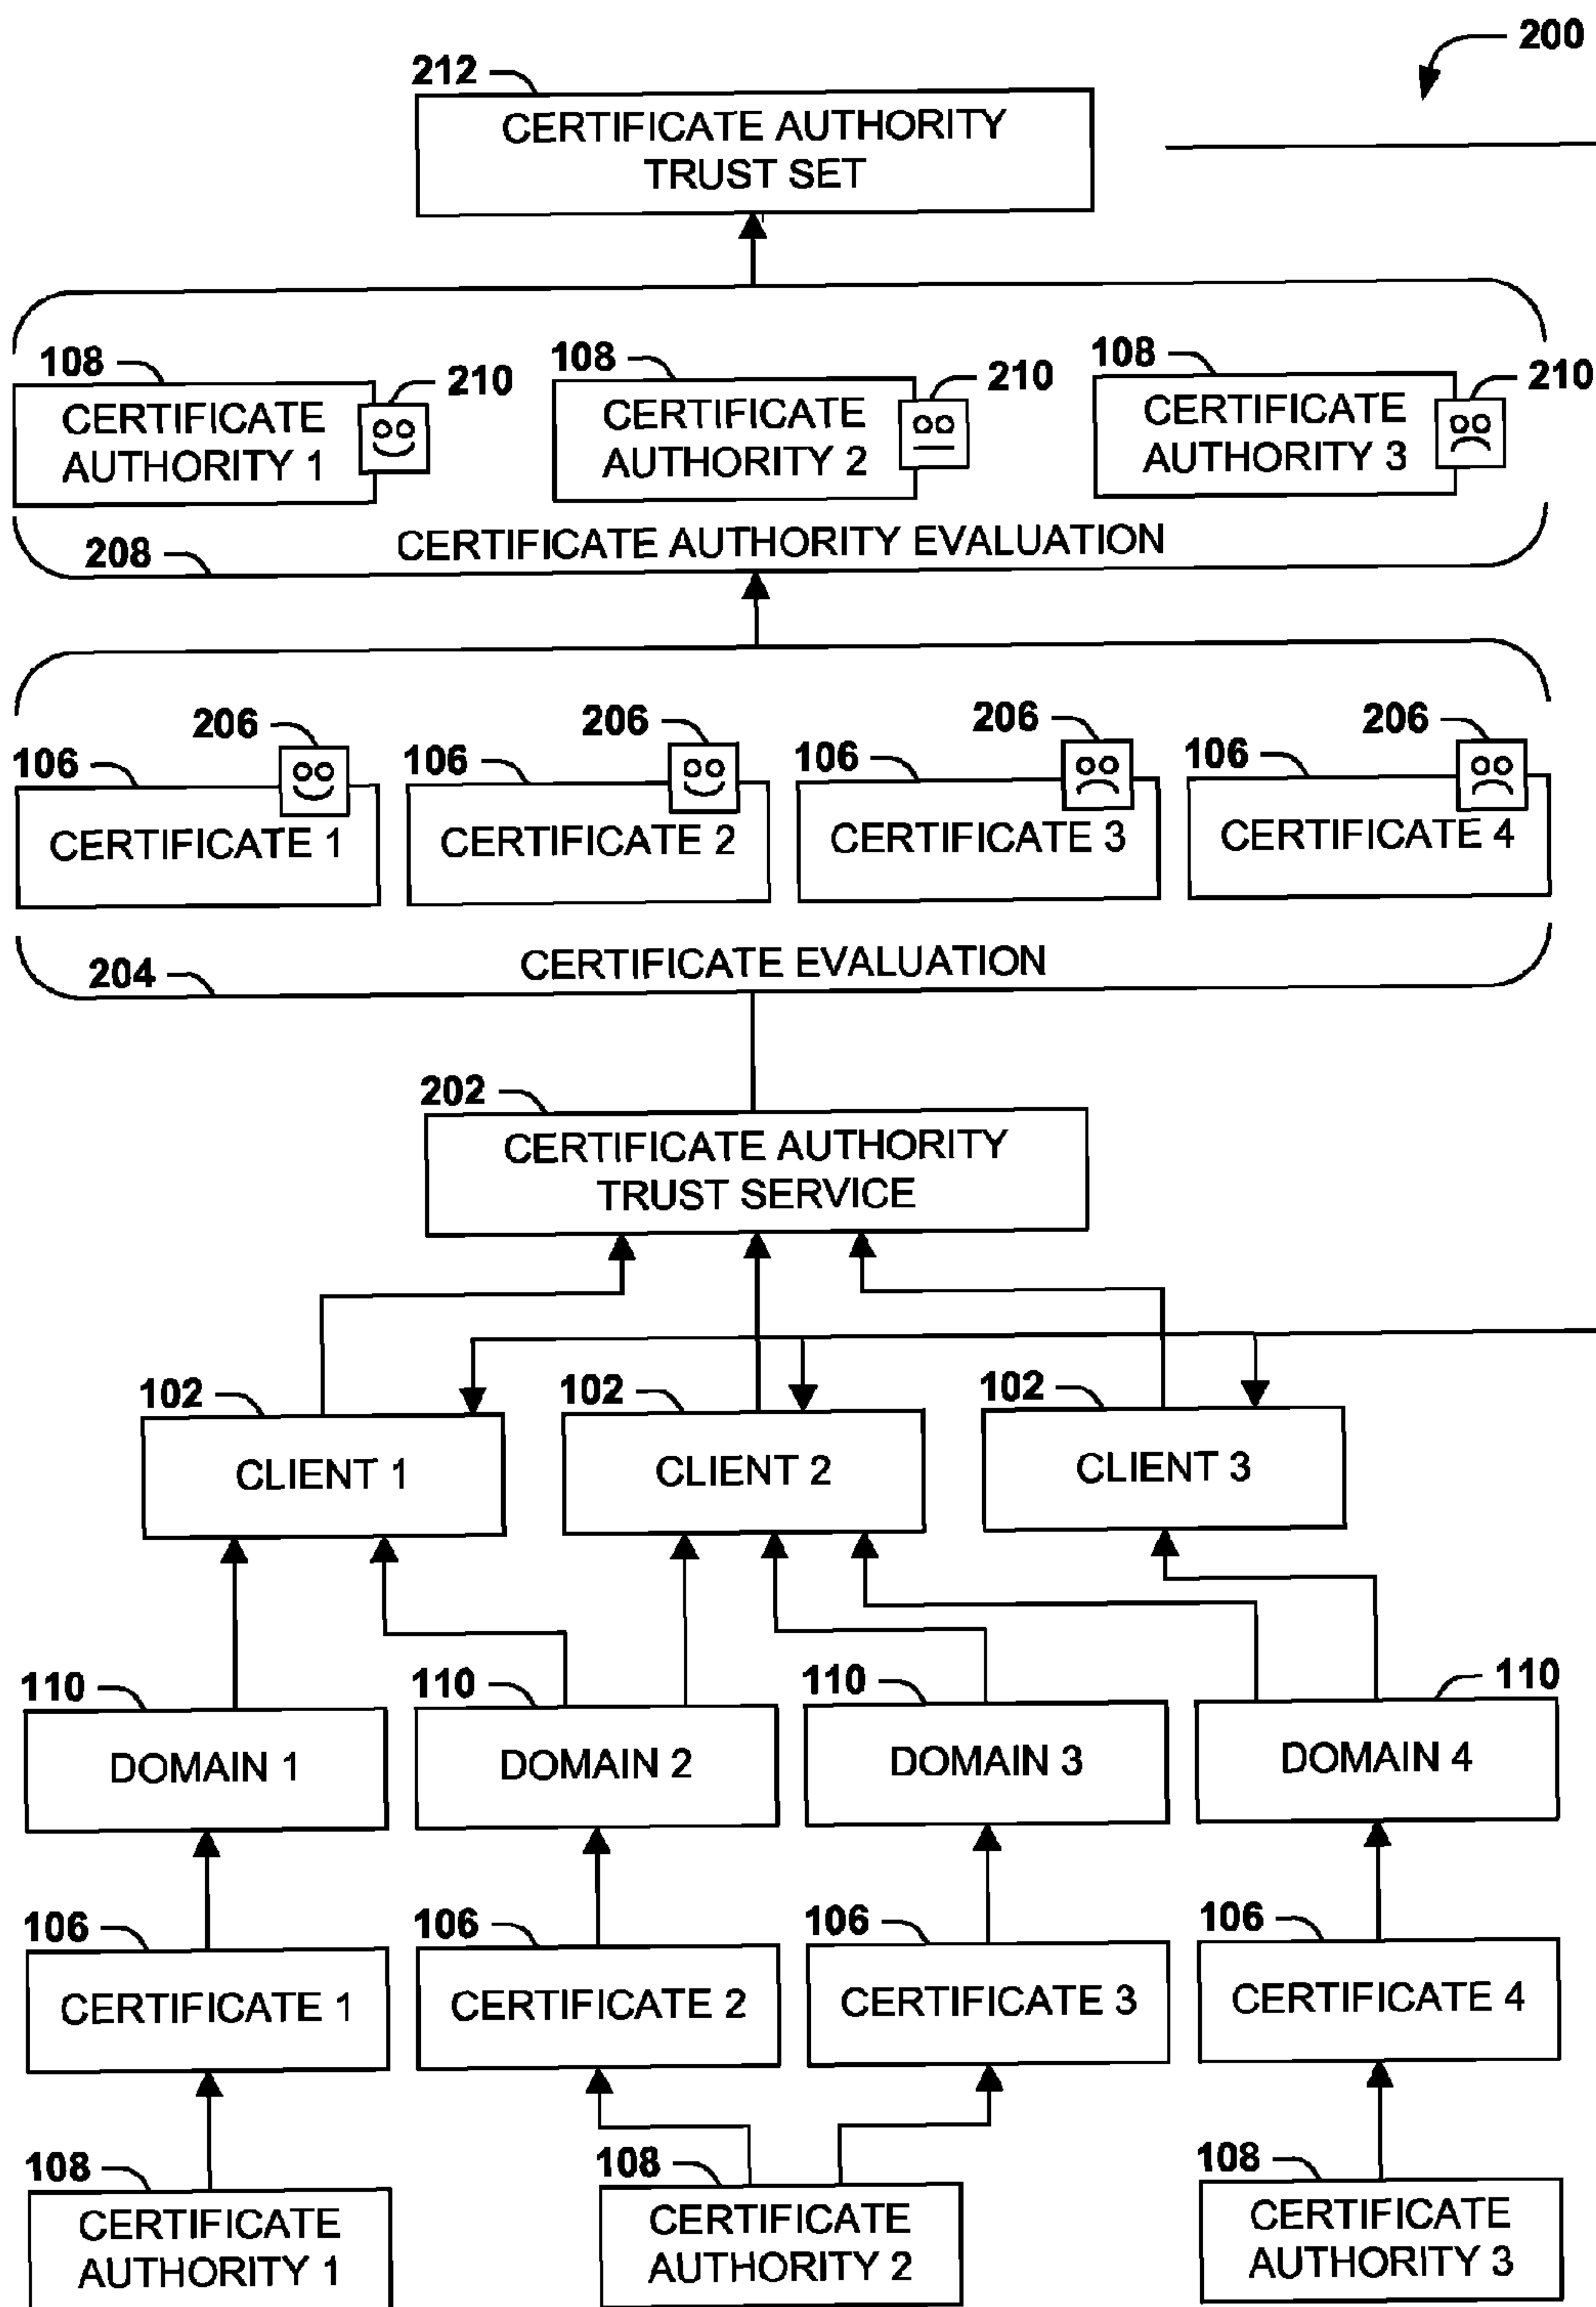 200
212
CERTIFICATE AUTHORITY
TRUST SET
108
210
108
210
108
210
CERTIFICATE
AUTHORITY 1
CERTIFICATE
AUTHORITY 2
CERTIFICATE
AUTHORITY 3
208
CERTIFICATE AUTHORITY EVALUATION
206
206
206
206
106
106
106
106
CERTIFICATE 1
CERTIFICATE 2
CERTIFICATE 3
CERTIFICATE 4
204
CERTIFICATE EVALUATION
202
CERTIFICATE AUTHORITY
TRUST SERVICE
102
102
102
CLIENT 1
CLIENT 2
CLIENT 3
110
110
110
110
DOMAIN 1
DOMAIN 2
DOMAIN 3
DOMAIN 4
106
106
106
106
CERTIFICATE 1
CERTIFICATE 2
CERTIFICATE 3
CERTIFICATE 4
108
108
108
CERTIFICATE
AUTHORITY 1
CERTIFICATE
AUTHORITY 2
CERTIFICATE
AUTHORITY 3